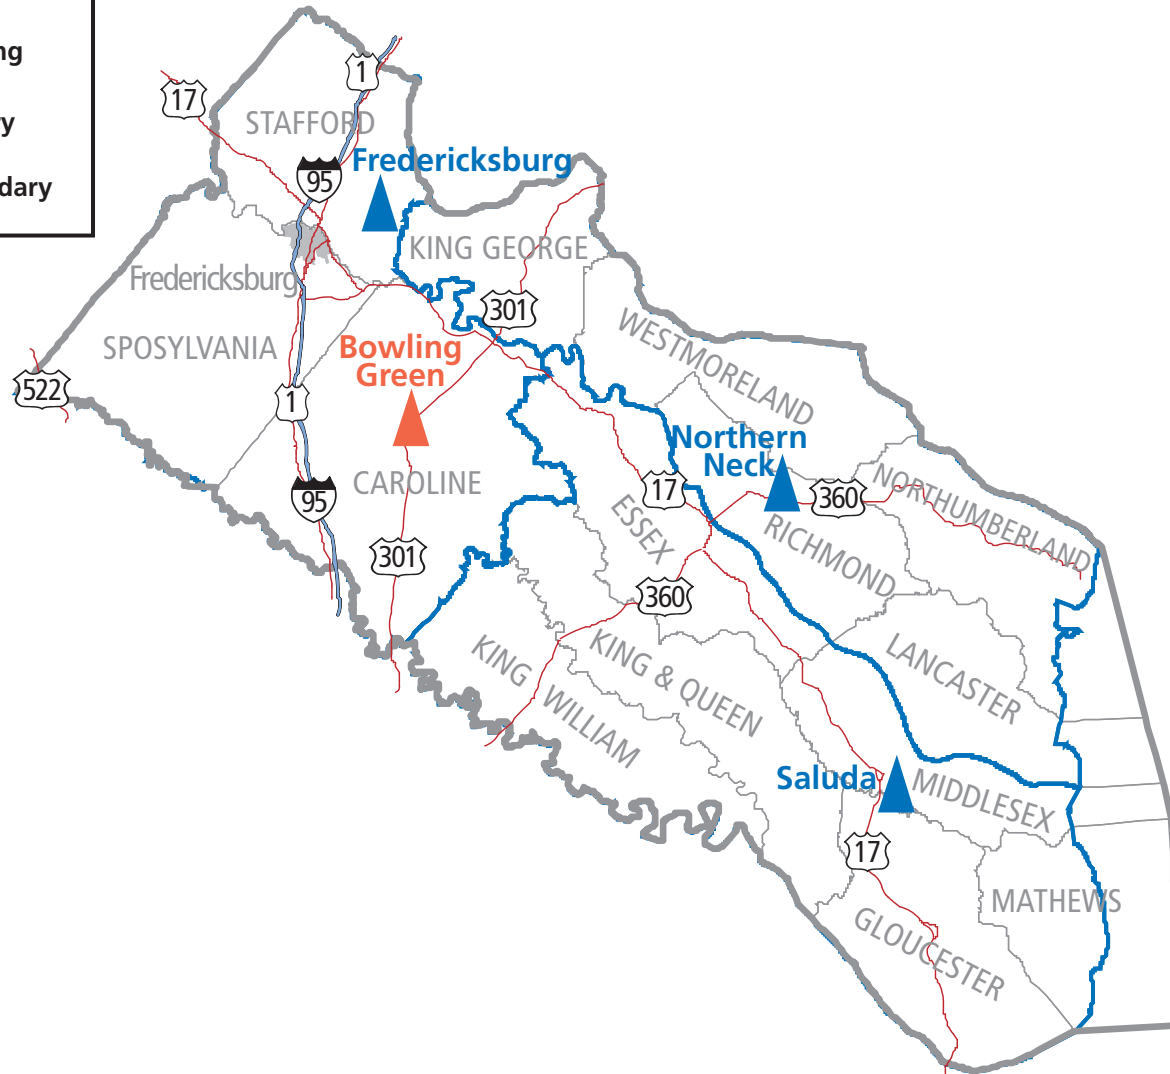 ng
ry
dary
1
17
STAFFORD
Fredericksburg
95
KING GEORGE
Fredericksburg
301
WESTMORELAND
SPOSYLVANIA
Bowling
Green
522
1
Northern
Neck
CAROLINE
17
360
NORTHUMBERLAND
95
ESSEX
RICHMOND
301
360
KING & QUEEN
LANCASTER
KING WILLIAM
Saluda
MIDDLESEX
17
MATHEWS
GLOUCESTER